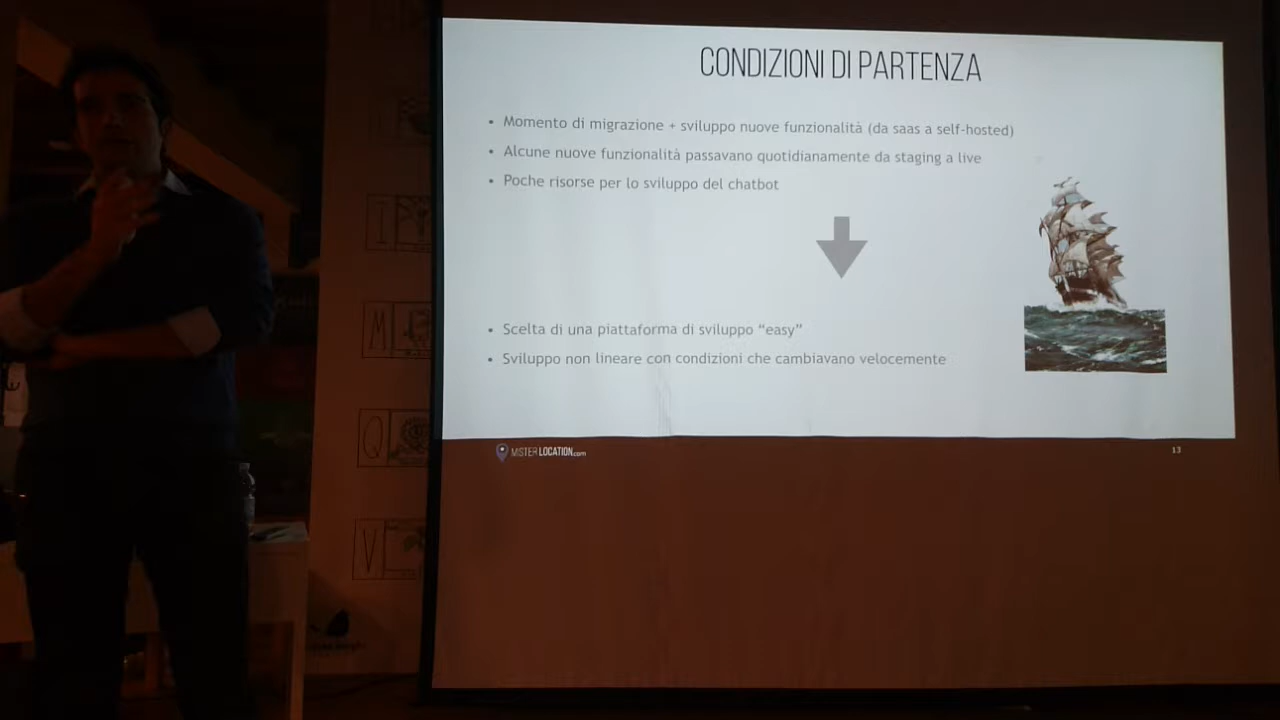 CONDIZIONI DI PARTENZA
• Momento di migrazione + sviluppo nuove funzionalità (da saas a self-hosted)
• Alcune nuove funzionalità passavano quotidianamente da staging a live
• Poche risorse per lo sviluppo del chatbot
• Scelta di una piattaforma di sviluppo “easy”
• Sviluppo non lineare con condizioni che cambiavano velocemente
MISTER LOCATION.com
13
I
M
Q
V